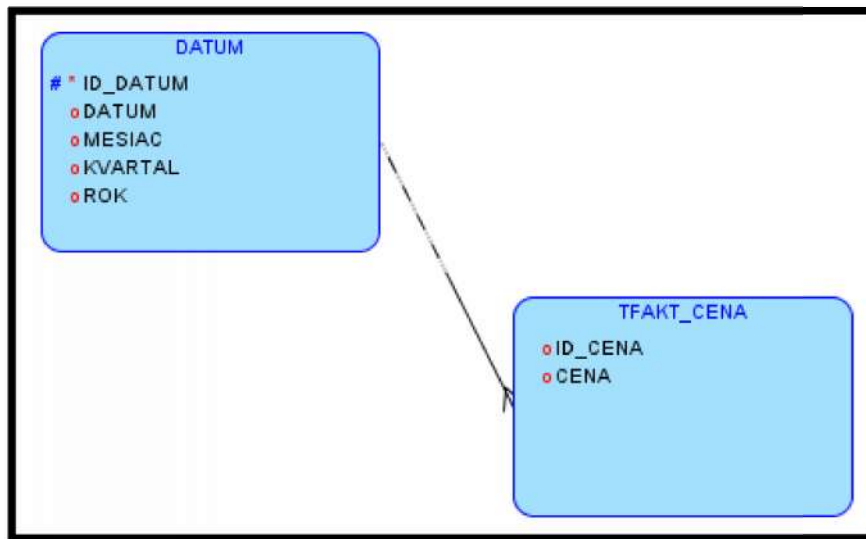 DATUM
# * ID_DATUM
o DATUM
o MESIAC
o KVARTAL
o ROK
TFAKT_CENA
o ID_CENA
o CENA